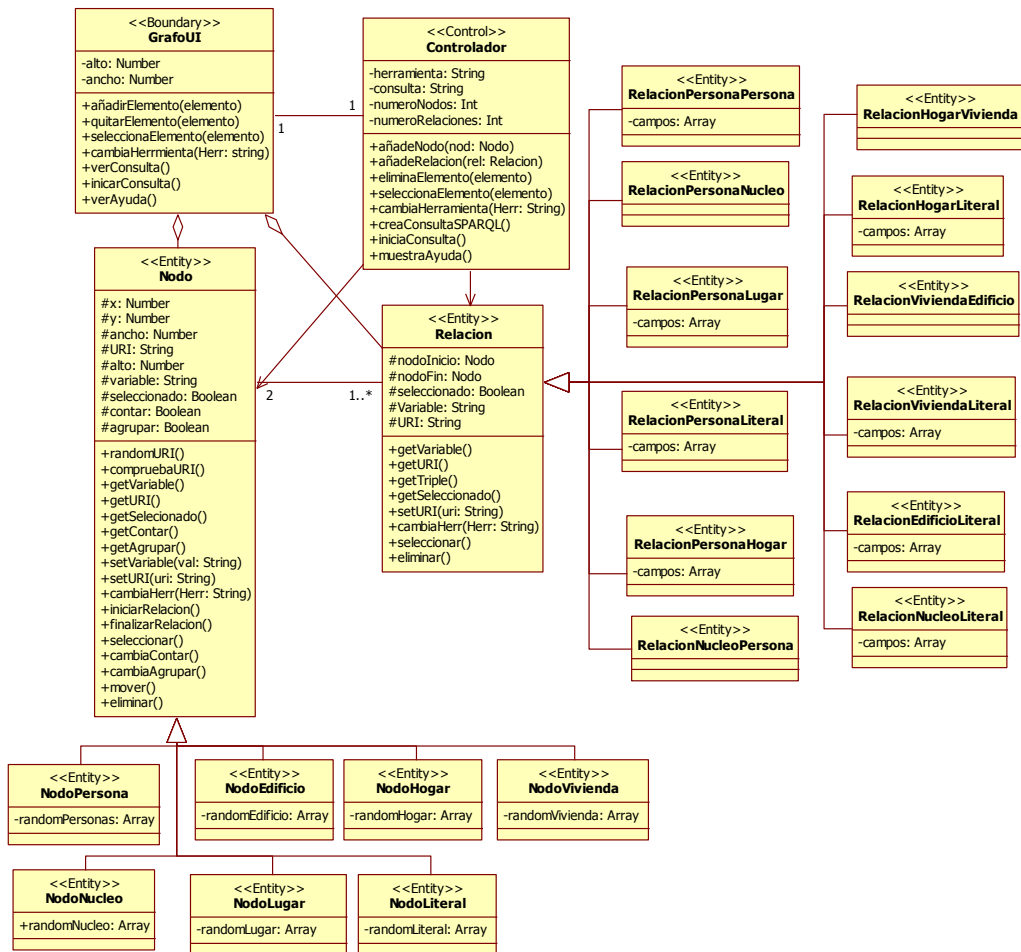 <<Boundary>>
GrafoUI
-alto: Number
-ancho: Number
+añadirElemento(elemento)
+quitarElemento(elemento)
+seleccionaElemento(elemento)
+cambiaHerrmienta(Herr: string)
+verConsulta()
+inicarConsulta()
+verAyuda()
1
1
<<Control>>
Controlador
-herramienta: String
-consulta: String
-numeroNodos: Int
-numeroRelaciones: Int
+añadeNodo(nod: Nodo)
+añadeRelacion(rel: Relacion)
+eliminaElemento(elemento)
+seleccionaElemento(elemento)
+cambiaHerramienta(Herr: String)
+creaConsultaSPARQL()
+iniciaConsulta()
+muestraAyuda()
<<Entity>>
Nodo
#x: Number
#y: Number
#ancho: Number
#URI: String
#alto: Number
#variable: String
#seleccionado: Boolean
#contar: Boolean
#agrupar: Boolean
+randomURI()
+compruebaURI()
+getVariable()
+getURI()
+getSelecionado()
+getContar()
+getAgrupar()
+setVariable(val: String)
+setURI(uri: String)
+cambiaHerr(Herr: String)
+iniciarRelacion()
+finalizarRelacion()
+seleccionar()
+cambiaContar()
+cambiaAgrupar()
+mover()
+eliminar()
2
1..*
<<Entity>>
Relacion
#nodoInicio: Nodo
#nodoFin: Nodo
#seleccionado: Boolean
#Variable: String
#URI: String
+getVariable()
+getURI()
+getTriple()
+getSeleccionado()
+setURI(uri: String)
+cambiaHerr(Herr: String)
+seleccionar()
+eliminar()
<<Entity>>
RelacionPersonaPersona
-campos: Array
<<Entity>>
RelacionPersonaNucleo
<<Entity>>
RelacionPersonaLugar
-campos: Array
<<Entity>>
RelacionPersonaLiteral
-campos: Array
<<Entity>>
RelacionPersonaHogar
-campos: Array
<<Entity>>
RelacionNucleoPersona
<<Entity>>
RelacionHogarVivienda
<<Entity>>
RelacionHogarLiteral
-campos: Array
<<Entity>>
RelacionViviendaEdificio
<<Entity>>
RelacionViviendaLiteral
-campos: Array
<<Entity>>
RelacionEdificioLiteral
-campos: Array
<<Entity>>
RelacionNucleoLiteral
-campos: Array
<<Entity>>
NodoPersona
-randomPersonas: Array
<<Entity>>
NodoEdificio
-randomEdificio: Array
<<Entity>>
NodoHogar
-randomHogar: Array
<<Entity>>
NodoVivienda
-randomVivienda: Array
<<Entity>>
NodoNucleo
+randomNucleo: Array
<<Entity>>
NodoLugar
-randomLugar: Array
<<Entity>>
NodoLiteral
-randomLiteral: Array